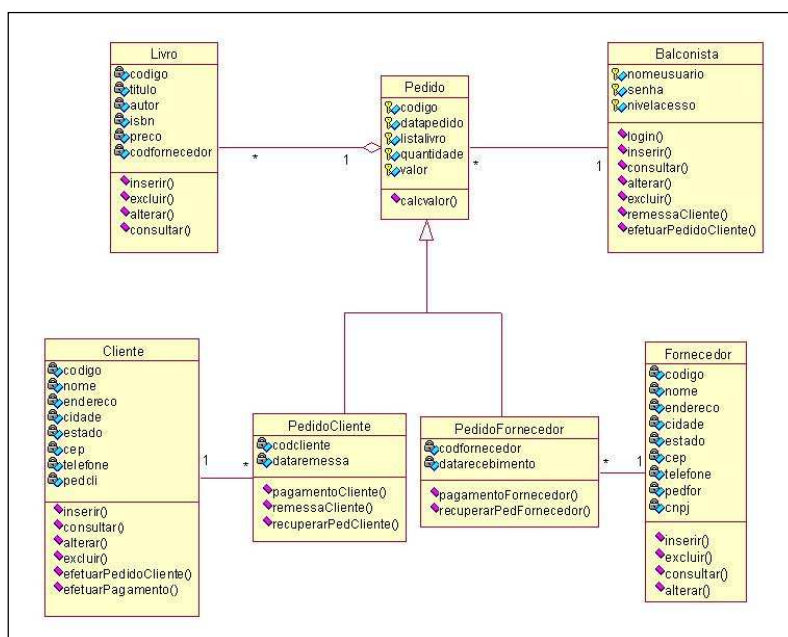 Livro
codigo
titulo
autor
isbn
preco
codfornecedor
inserir()
excluir()
alterar()
consultar()
*
1
Pedido
codigo
datapedido
listalivro
quantidade
valor
calcvalor()
*
1
Balconista
nomeusuario
senha
nivelacesso
login()
inserir()
consultar()
alterar()
excluir()
remessaCliente()
efetuarPedidoCliente()
Cliente
codigo
nome
endereco
cidade
estado
cep
telefone
pedcli
inserir()
consultar()
alterar()
excluir()
efetuarPedidoCliente()
efetuarPagamento()
1
*
PedidoCliente
codcliente
dataremessa
pagamentoCliente()
remessaCliente()
recuperarPedCliente()
PedidoFornecedor
codfornecedor
datarecebimento
pagamentoFornecedor()
recuperarPedFornecedor()
*
1
Fornecedor
codigo
nome
endereco
cidade
estado
cep
telefone
pedfor
cnpj
inserir()
excluir()
consultar()
alterar()